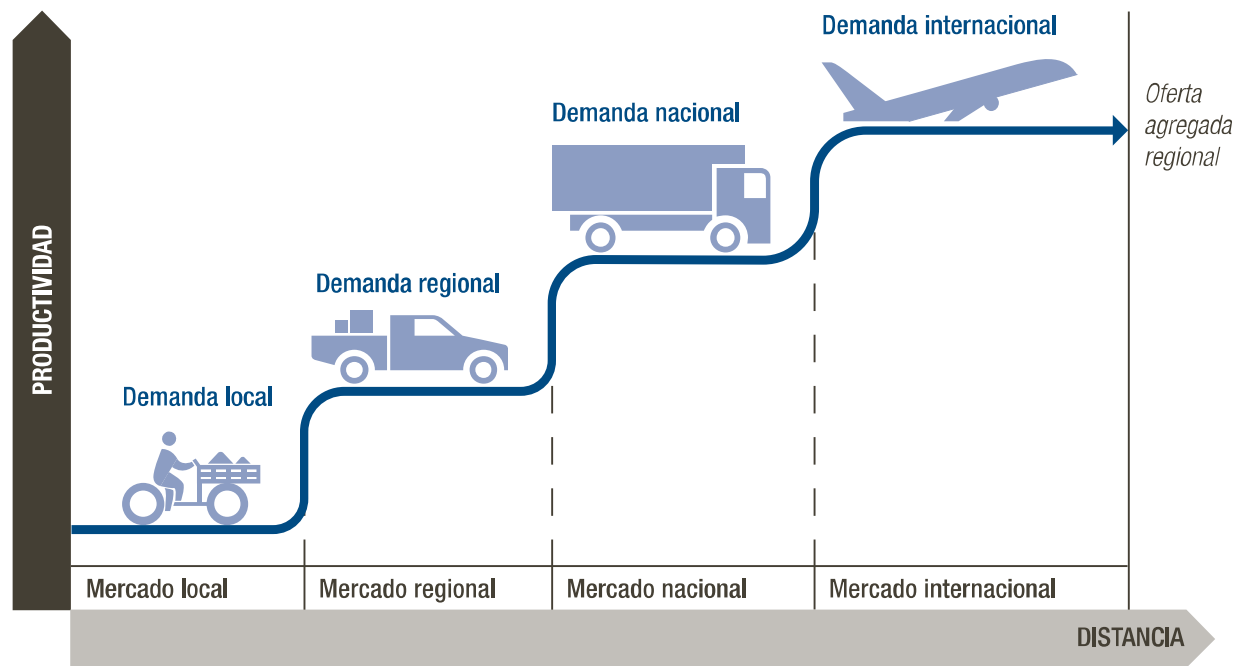 Demanda internacional
Oferta
agregada
regional
Demanda nacional
Demanda regional
Demanda local
PRODUCTIVIDAD
Mercado local
Mercado regional
Mercado nacional
Mercado internacional
DISTANCIA